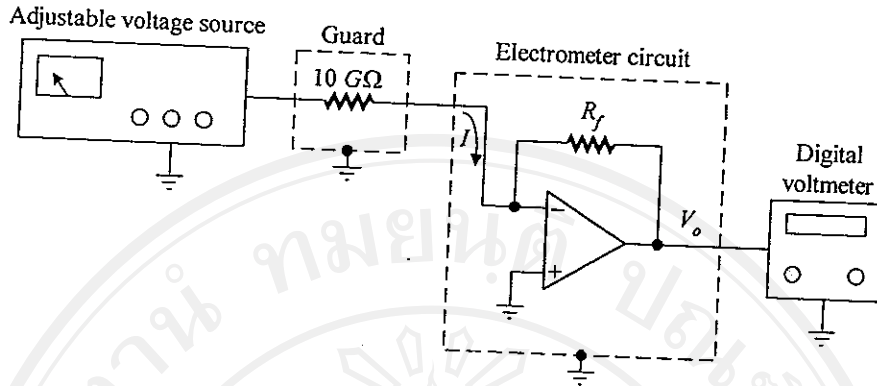 Adjustable voltage source
Guard
10 GΩ
Electrometer circuit
I
R_f
−
+
V_o
Digital
voltmeter